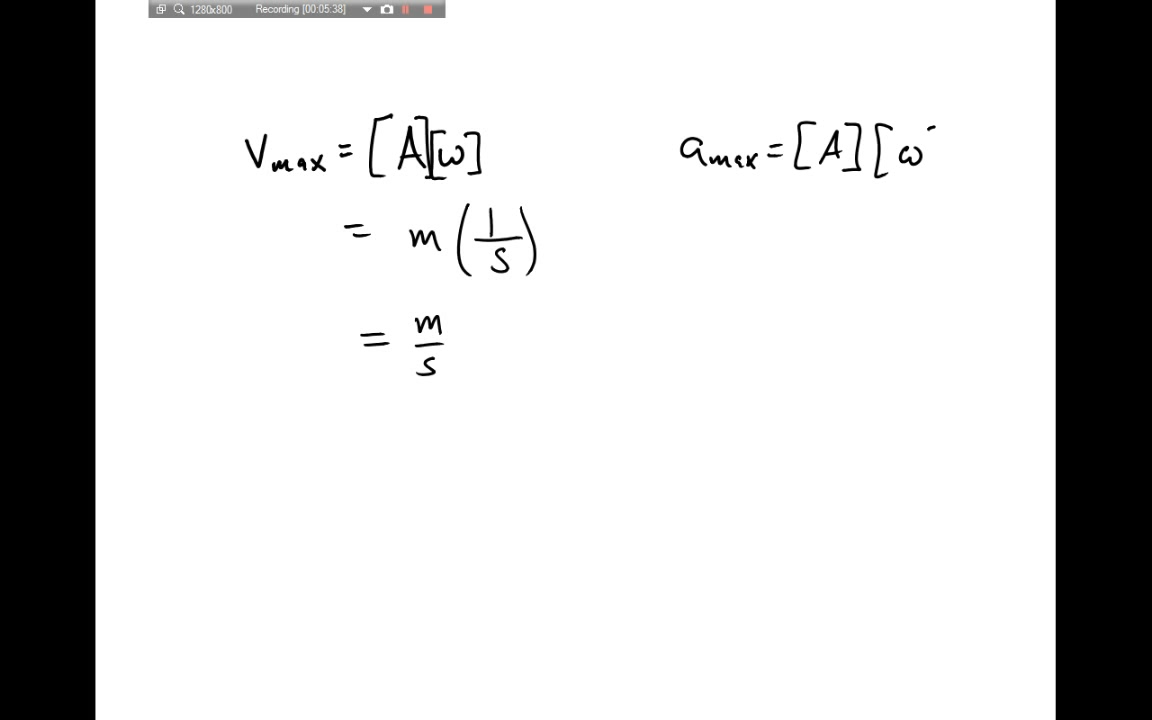 1280x800 Recording [00:05:38]
Vmax = [A][ω] amax = [A][ω
= m(1/s)
= m/s